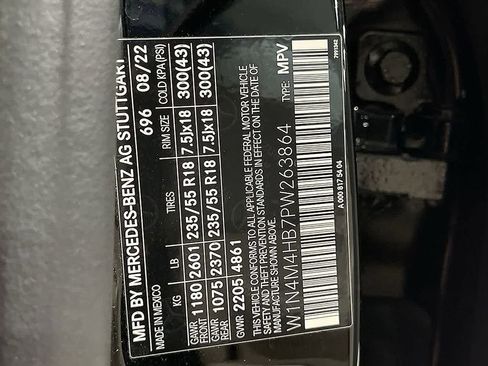 MFD BY MERCEDES-BENZ AG STUTTGART
MADE IN MEXICO 696 08/22
KG LB TIRES RIM SIZE COLD KPA(PSI)
GAWR FRONT 1180 2601 235/55 R18 7.5Jx18 300(43)
GAWR REAR 1075 2370 235/55 R18 7.5Jx18 300(43)
GVWR 2205 4861
THIS VEHICLE CONFORMS TO ALL APPLICABLE FEDERAL MOTOR VEHICLE
SAFETY AND THEFT PREVENTION STANDARDS IN EFFECT ON THE DATE OF
MANUFACTURE SHOWN ABOVE.
W1N4M4HB7PW263864 TYPE: MPV
A 000 817 54 04